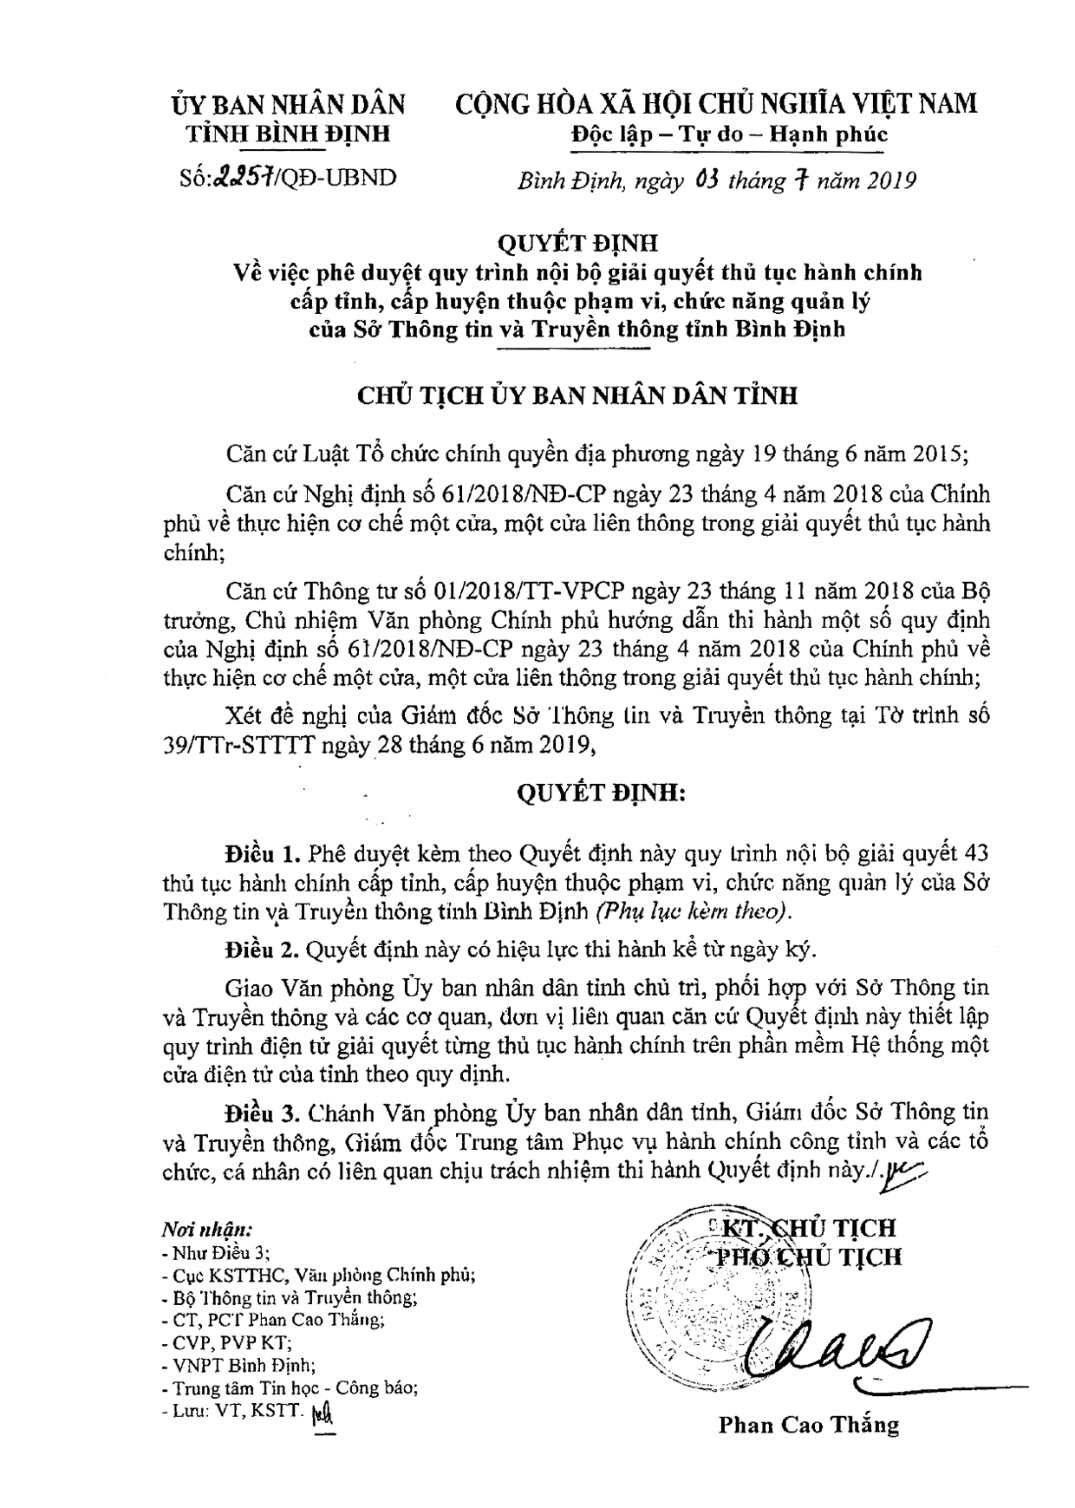 ỦY BAN NHÂN DÂN
TỈNH BÌNH ĐỊNH
CỘNG HÒA XÃ HỘI CHỦ NGHĨA VIỆT NAM
Độc lập – Tự do – Hạnh phúc
Số:2257/QĐ-UBND
Bình Định, ngày 03 tháng 7 năm 2019
QUYẾT ĐỊNH
Về việc phê duyệt quy trình nội bộ giải quyết thủ tục hành chính
cấp tỉnh, cấp huyện thuộc phạm vi, chức năng quản lý
của Sở Thông tin và Truyền thông tỉnh Bình Định
CHỦ TỊCH ỦY BAN NHÂN DÂN TỈNH
Căn cứ Luật Tổ chức chính quyền địa phương ngày 19 tháng 6 năm 2015;
Căn cứ Nghị định số 61/2018/NĐ-CP ngày 23 tháng 4 năm 2018 của Chính
phủ về thực hiện cơ chế một cửa, một cửa liên thông trong giải quyết thủ tục hành
chính;
Căn cứ Thông tư số 01/2018/TT-VPCP ngày 23 tháng 11 năm 2018 của Bộ
trưởng, Chủ nhiệm Văn phòng Chính phủ hướng dẫn thi hành một số quy định
của Nghị định số 61/2018/NĐ-CP ngày 23 tháng 4 năm 2018 của Chính phủ về
thực hiện cơ chế một cửa, một cửa liên thông trong giải quyết thủ tục hành chính;
Xét đề nghị của Giám đốc Sở Thông tin và Truyền thông tại Tờ trình số
39/TTr-STTTT ngày 28 tháng 6 năm 2019,
QUYẾT ĐỊNH:
Điều 1. Phê duyệt kèm theo Quyết định này quy trình nội bộ giải quyết 43
thủ tục hành chính cấp tỉnh, cấp huyện thuộc phạm vi, chức năng quản lý của Sở
Thông tin và Truyền thông tỉnh Bình Định (Phụ lục kèm theo).
Điều 2. Quyết định này có hiệu lực thi hành kể từ ngày ký.
Giao Văn phòng Ủy ban nhân dân tỉnh chủ trì, phối hợp với Sở Thông tin
và Truyền thông và các cơ quan, đơn vị liên quan căn cứ Quyết định này thiết lập
quy trình điện tử giải quyết từng thủ tục hành chính trên phần mềm Hệ thống một
cửa điện tử của tỉnh theo quy định.
Điều 3. Chánh Văn phòng Ủy ban nhân dân tỉnh, Giám đốc Sở Thông tin
và Truyền thông, Giám đốc Trung tâm Phục vụ hành chính công tỉnh và các tổ
chức, cá nhân có liên quan chịu trách nhiệm thi hành Quyết định này./.
Nơi nhận:
- Như Điều 3;
- Cục KSTTHC, Văn phòng Chính phủ;
- Bộ Thông tin và Truyền thông;
- CT, PCT Phan Cao Thắng;
- CVP, PVP KT;
- VNPT Bình Định;
- Trung tâm Tin học - Công báo;
- Lưu: VT, KSTT.
KT. CHỦ TỊCH
PHÓ CHỦ TỊCH
Phan Cao Thắng